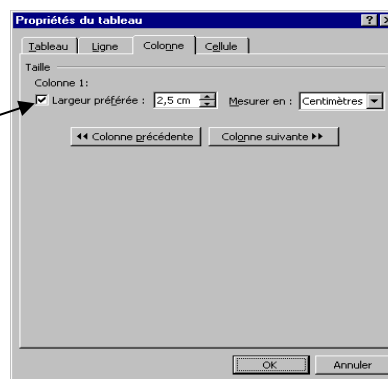 Propriétés du tableau
Tableau Ligne Colonne Cellule
Taille
Colonne 1:
Largeur préférée : 2,5 cm Mesurer en : Centimètres
Colonne précédente Colonne suivante
OK Annuler